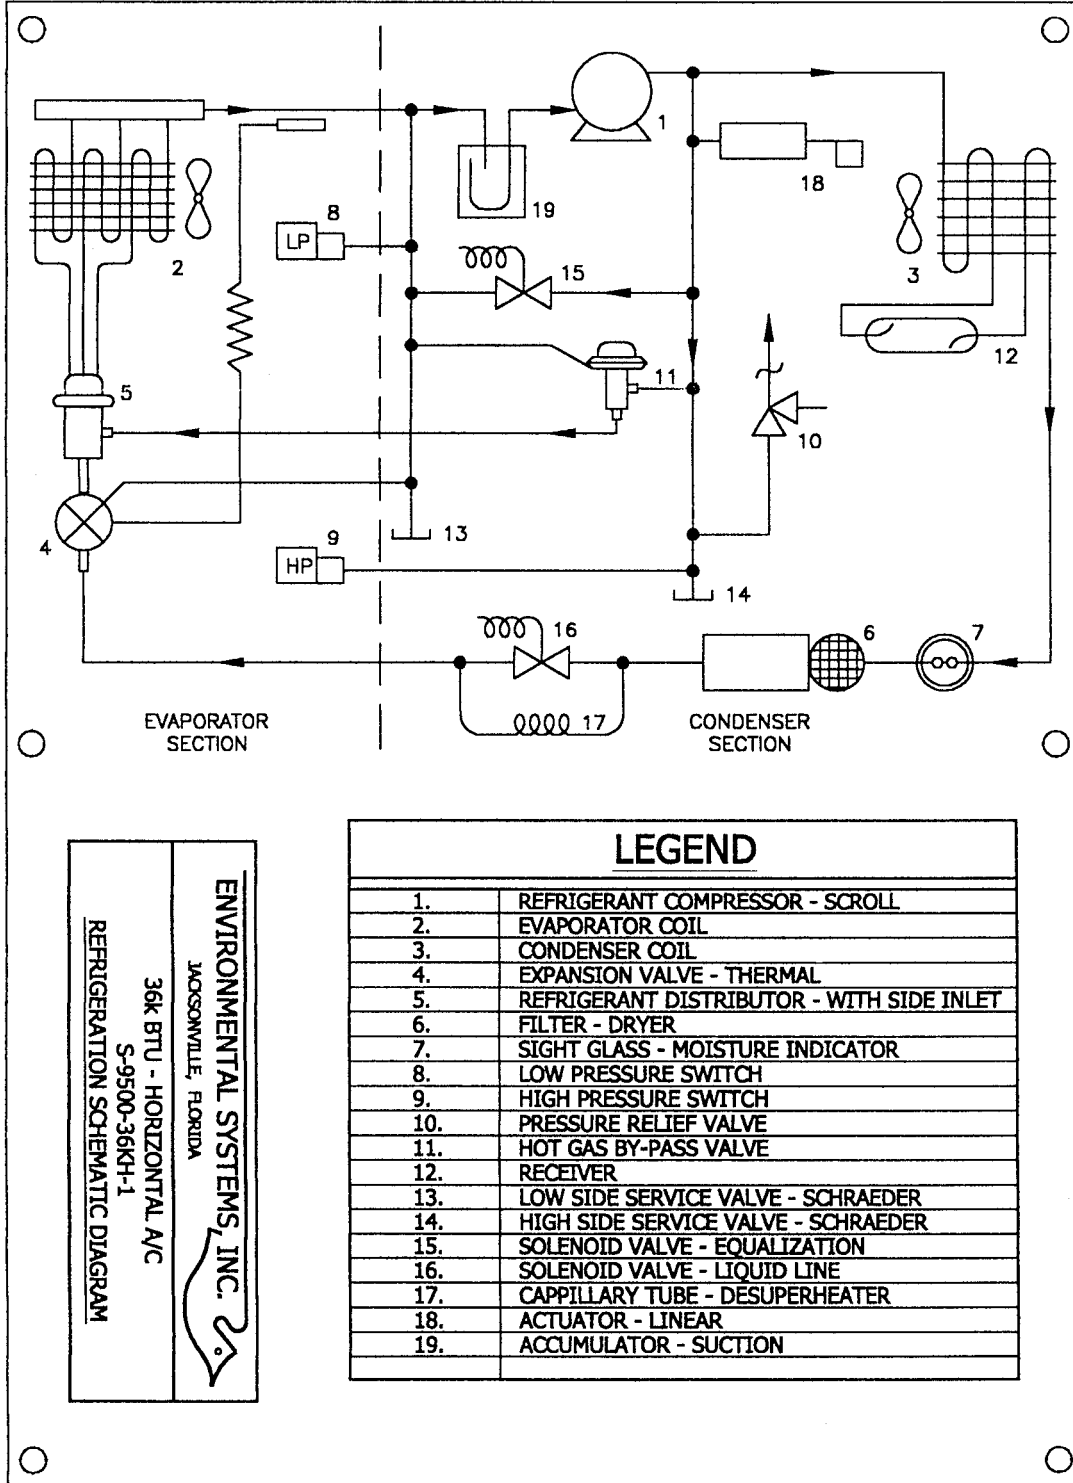 1
18
19
LP
8
2
15
3
12
5
11
10
4
13
HP
9
14
16
6
7
17
EVAPORATOR
SECTION
CONDENSER
SECTION
LEGEND
1. REFRIGERANT COMPRESSOR - SCROLL
2. EVAPORATOR COIL
3. CONDENSER COIL
4. EXPANSION VALVE - THERMAL
5. REFRIGERANT DISTRIBUTOR - WITH SIDE INLET
6. FILTER - DRYER
7. SIGHT GLASS - MOISTURE INDICATOR
8. LOW PRESSURE SWITCH
9. HIGH PRESSURE SWITCH
10. PRESSURE RELIEF VALVE
11. HOT GAS BY-PASS VALVE
12. RECEIVER
13. LOW SIDE SERVICE VALVE - SCHRAEDER
14. HIGH SIDE SERVICE VALVE - SCHRAEDER
15. SOLENOID VALVE - EQUALIZATION
16. SOLENOID VALVE - LIQUID LINE
17. CAPPILLARY TUBE - DESUPERHEATER
18. ACTUATOR - LINEAR
19. ACCUMULATOR - SUCTION
ENVIRONMENTAL SYSTEMS, INC.
JACKSONVILLE, FLORIDA
36k BTU - HORIZONTAL A/C
S-9500-36KH-1
REFRIGERATION SCHEMATIC DIAGRAM